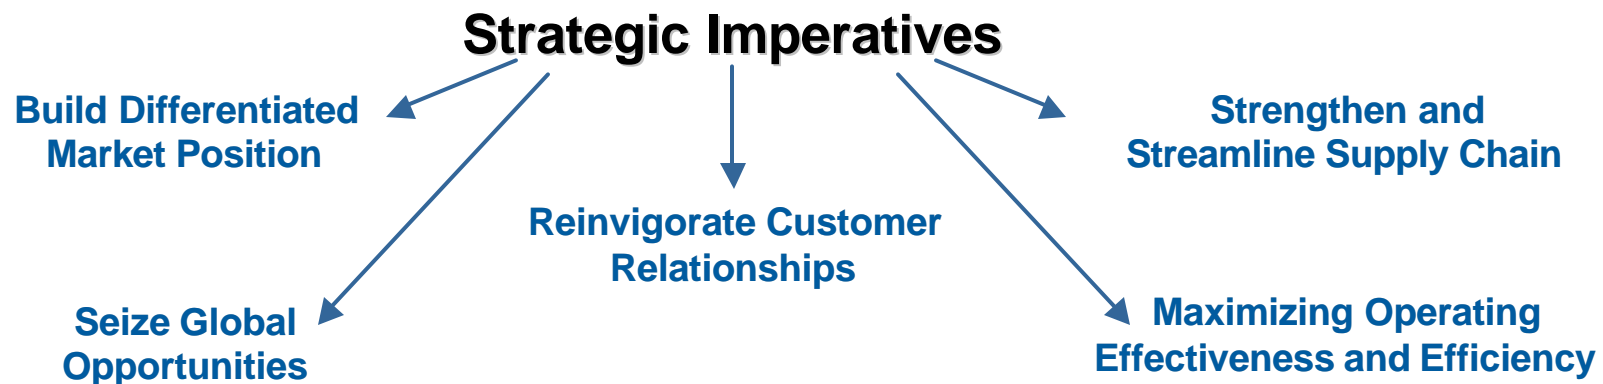 Strategic Imperatives
Build Differentiated
Market Position
Strengthen and
Streamline Supply Chain
Reinvigorate Customer
Relationships
Seize Global
Opportunities
Maximizing Operating
Effectiveness and Efficiency